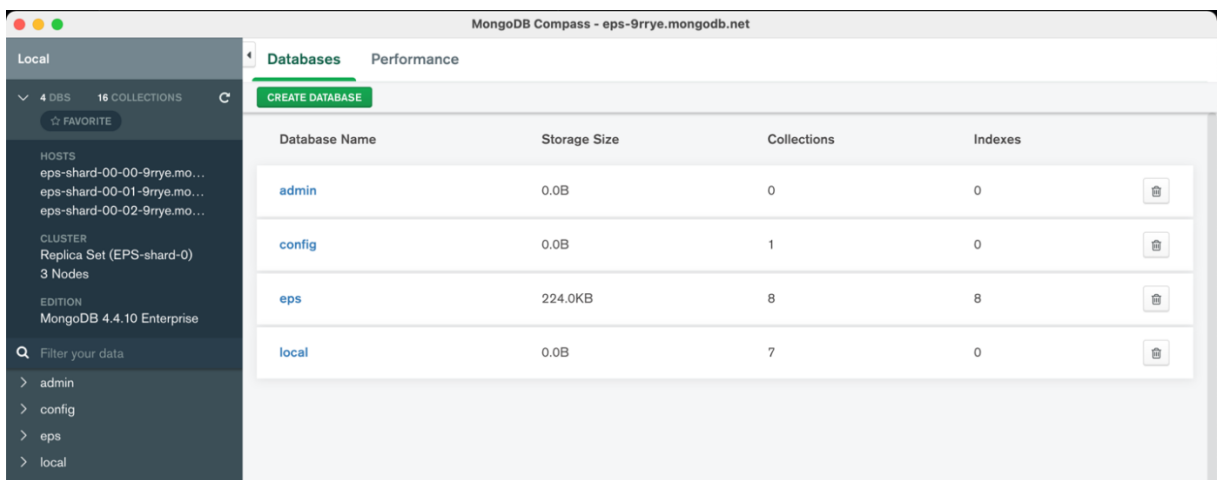 MongoDB Compass - eps-9rrye.mongodb.net
Local
4 DBS 16 COLLECTIONS
FAVORITE
HOSTS
eps-shard-00-00-9rrye.mo...
eps-shard-00-01-9rrye.mo...
eps-shard-00-02-9rrye.mo...
CLUSTER
Replica Set (EPS-shard-0)
3 Nodes
EDITION
MongoDB 4.4.10 Enterprise
Filter your data
admin
config
eps
local
Databases Performance
CREATE DATABASE
Database Name Storage Size Collections Indexes
admin 0.0B 0 0
config 0.0B 1 0
eps 224.0KB 8 8
local 0.0B 7 0